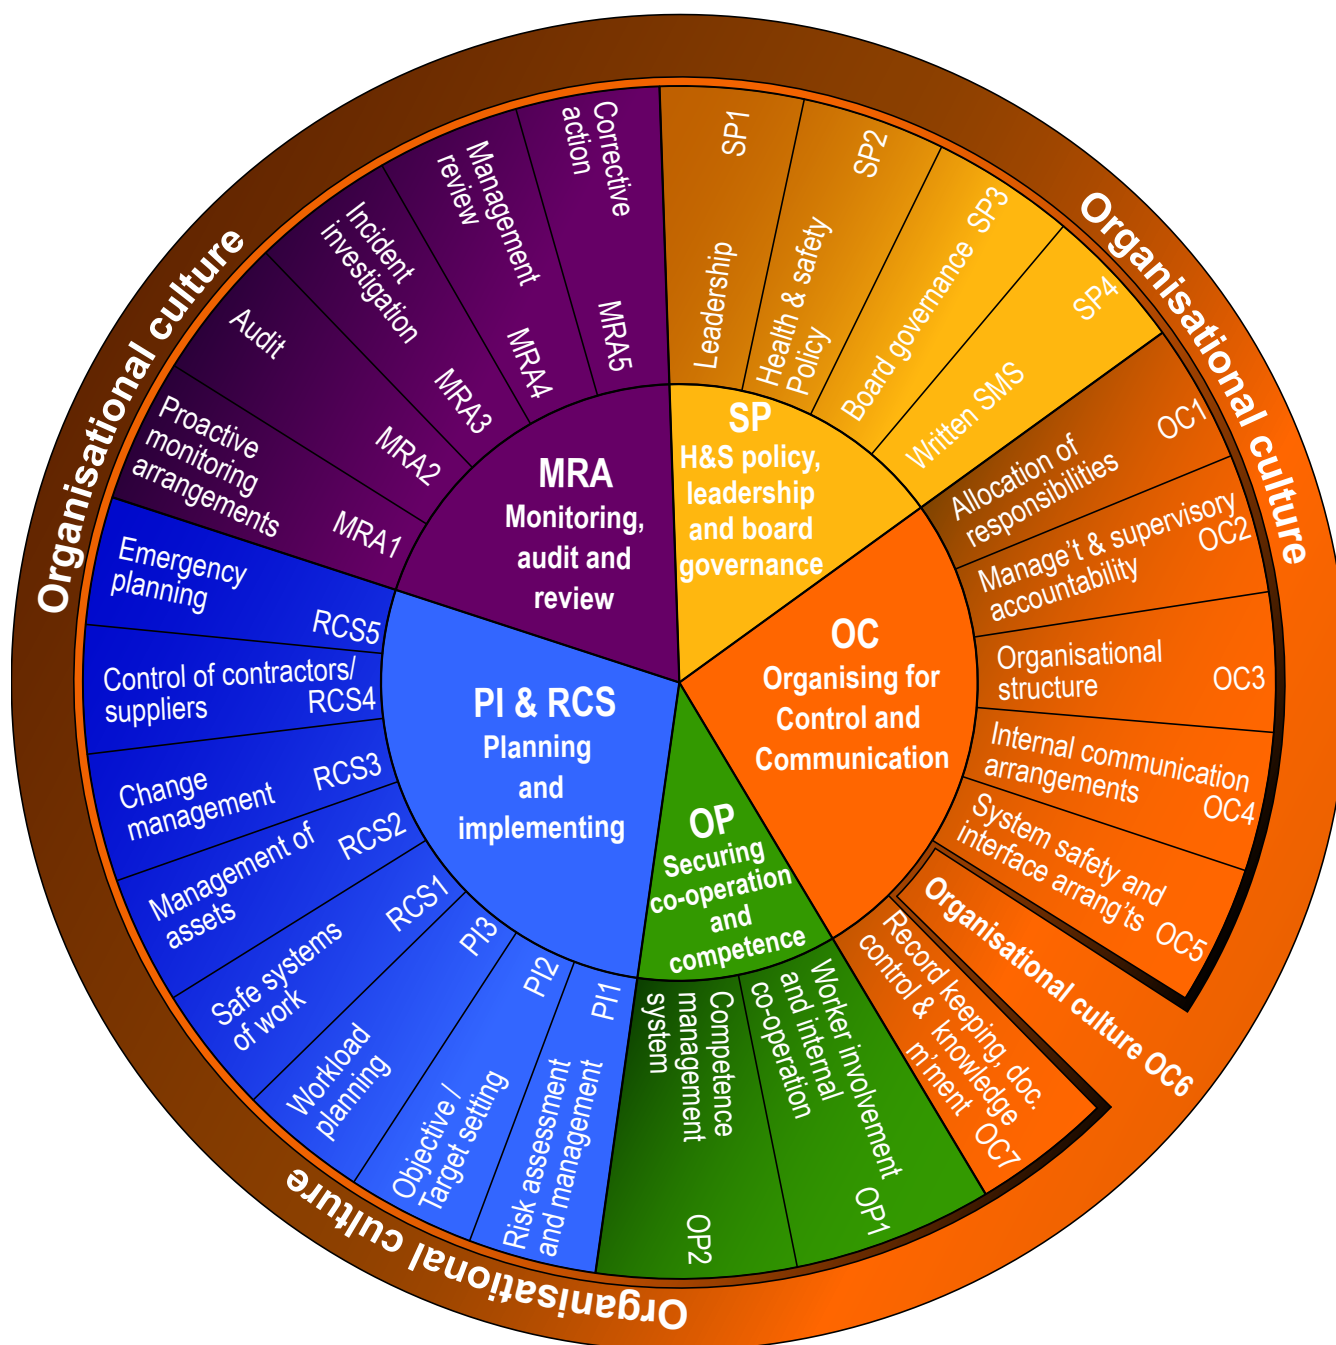 Organisational culture
Organisational culture
Organisational culture
SP
H&S policy,
leadership
and board
governance
SP1
Leadership
SP2
Health & safety
Policy
SP3
Board governance
SP4
Written SMS
OC
Organising for
Control and
Communication
Allocation of
responsibilities
OC1
Manage't & supervisory
accountability
OC2
Organisational
structure
OC3
Internal communication
arrangements
OC4
System safety and
interface arrang'ts
OC5
Organisational culture OC6
Record keeping, doc.
control & knowledge
m'ment
OC7
OP
Securing
co-operation
and
competence
Worker involvement
and internal
co-operation
OP1
Competence
management
system
OP2
PI & RCS
Planning
and
implementing
PI1
Risk assessment
and management
PI2
Objective /
Target setting
PI3
Workload
planning
RCS1
Safe systems
of work
RCS2
Management of
assets
RCS3
Change
management
Control of contractors/
suppliers
RCS4
Emergency
planning
RCS5
MRA
Monitoring,
audit and
review
Proactive
monitoring
arrangements
MRA1
Audit
MRA2
Incident
investigation
MRA3
Management
review
MRA4
Corrective
action
MRA5